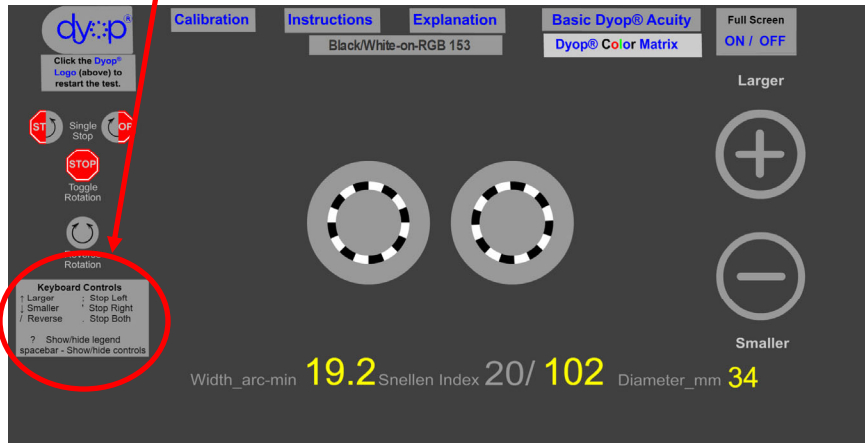 dyop®
Click the Dyop®
Logo (above) to
restart the test.
Calibration
Instructions
Explanation
Black/White-on-RGB 153
Basic Dyop® Acuity
Dyop® Color Matrix
Full Screen
ON / OFF
Larger
ST
Single
Stop
OP
STOP
Toggle
Rotation
Reverse
Rotation
Keyboard Controls
↑ Larger ; Stop Left
↓ Smaller ' Stop Right
/ Reverse . Stop Both
? Show/hide legend
spacebar - Show/hide controls
Smaller
Width_arc-min 19.2 Snellen Index 20/ 102 Diameter_mm 34